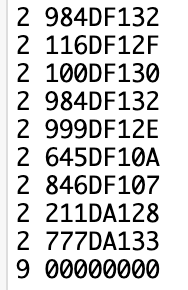 2 984DF132
2 116DF12F
2 100DF130
2 984DF132
2 999DF12E
2 645DF10A
2 846DF107
2 211DA128
2 777DA133
9 00000000